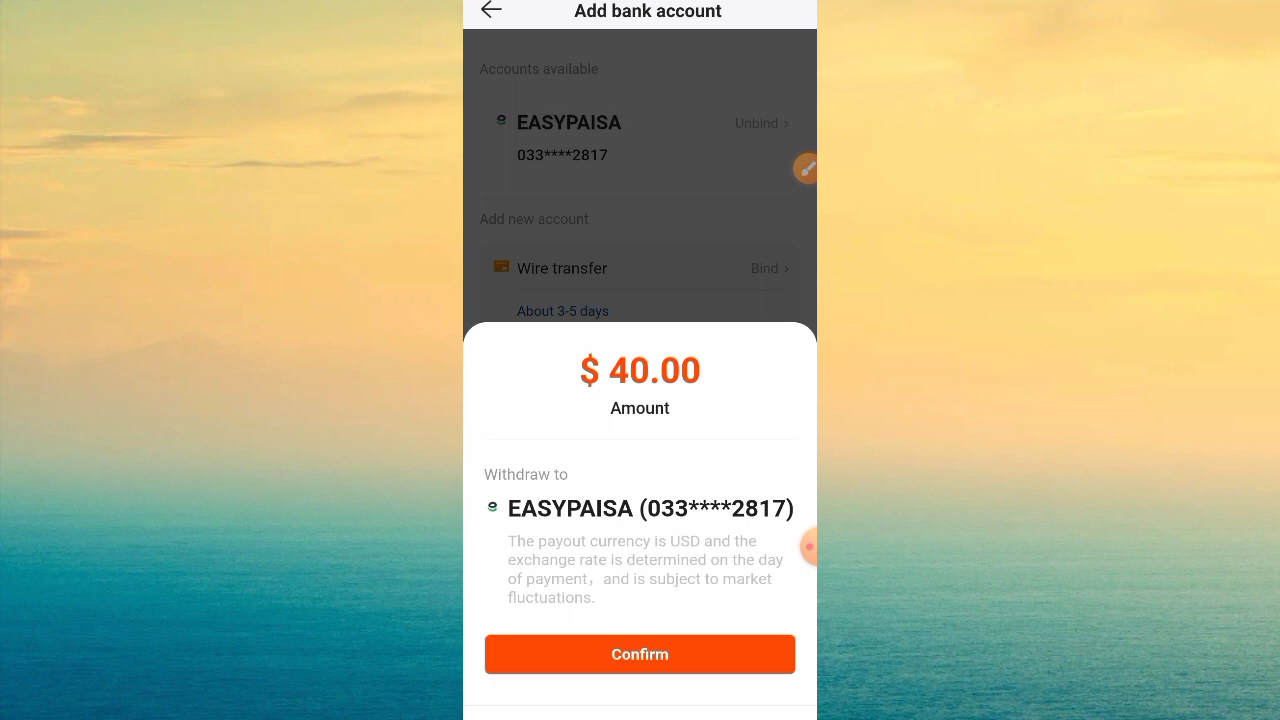 Add bank account
Accounts available
EASYPAISA
Unbind
033****2817
Add new account
Wire transfer
Bind
About 3-5 days
$ 40.00
Amount
Withdraw to
EASYPAISA (033****2817)
The payout currency is USD and the
exchange rate is determined on the day
of payment，and is subject to market
fluctuations.
Confirm